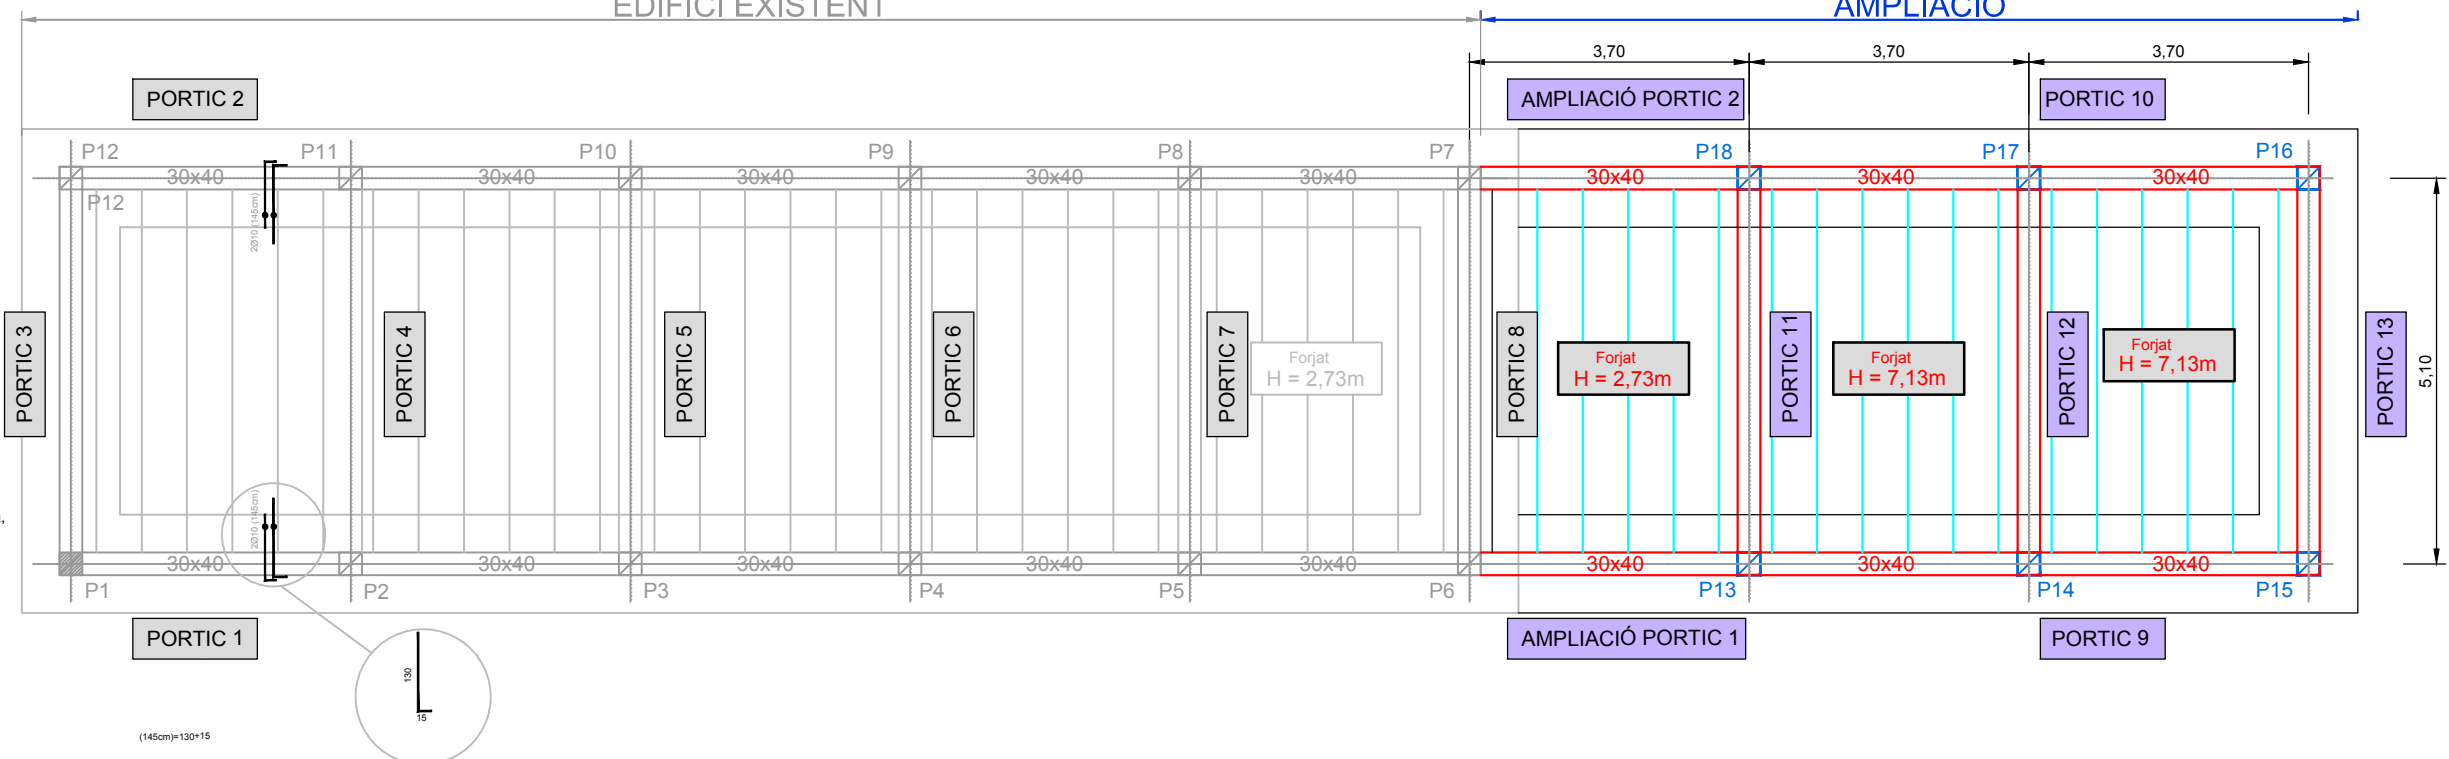 EDIFICI EXISTENT
AMPLIACIÓ
3,70
3,70
3,70
PORTIC 2
AMPLIACIÓ PORTIC 2
PORTIC 10
P12
P11
P10
P9
P8
P7
P18
P17
P16
30x40
30x40
30x40
30x40
30x40
30x40
30x40
30x40
P12
2Ø10 (145cm)
PORTIC 3
PORTIC 4
PORTIC 5
PORTIC 6
PORTIC 7
Forjat
H = 2,73m
PORTIC 8
Forjat
H = 2,73m
PORTIC 11
Forjat
H = 7,13m
PORTIC 12
Forjat
H = 7,13m
PORTIC 13
5,10
2Ø10 (145cm)
30x40
30x40
30x40
30x40
30x40
30x40
30x40
30x40
P1
P2
P3
P4
P5
P6
P13
P14
P15
PORTIC 1
AMPLIACIÓ PORTIC 1
PORTIC 9
130
15
(145cm)=130+15